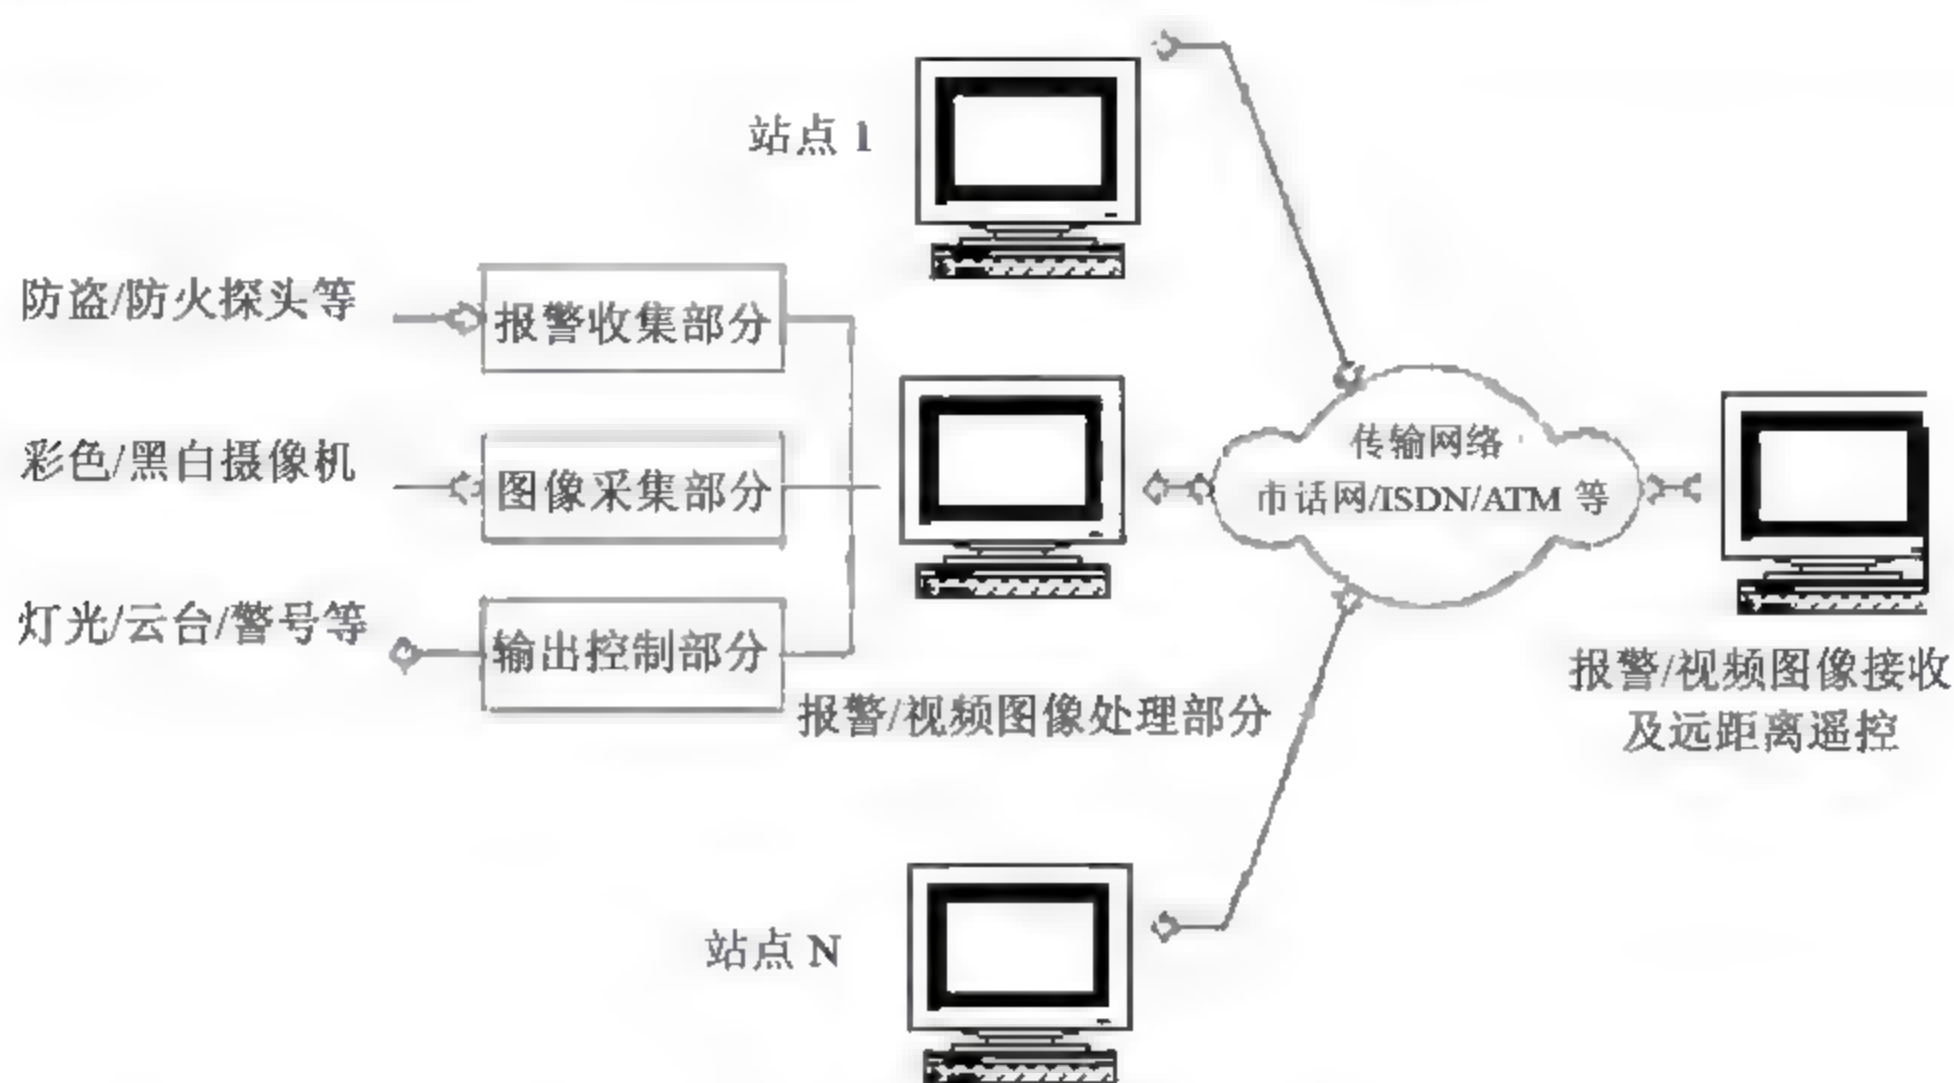 站点 1
防盗/防火探头等
报警收集部分
彩色/黑白摄像机
图像采集部分
传输网络
市话网/ISDN/ATM 等
灯光/云台/警号等
输出控制部分
报警/视频图像处理部分
报警/视频图像接收
及远距离遥控
站点 N